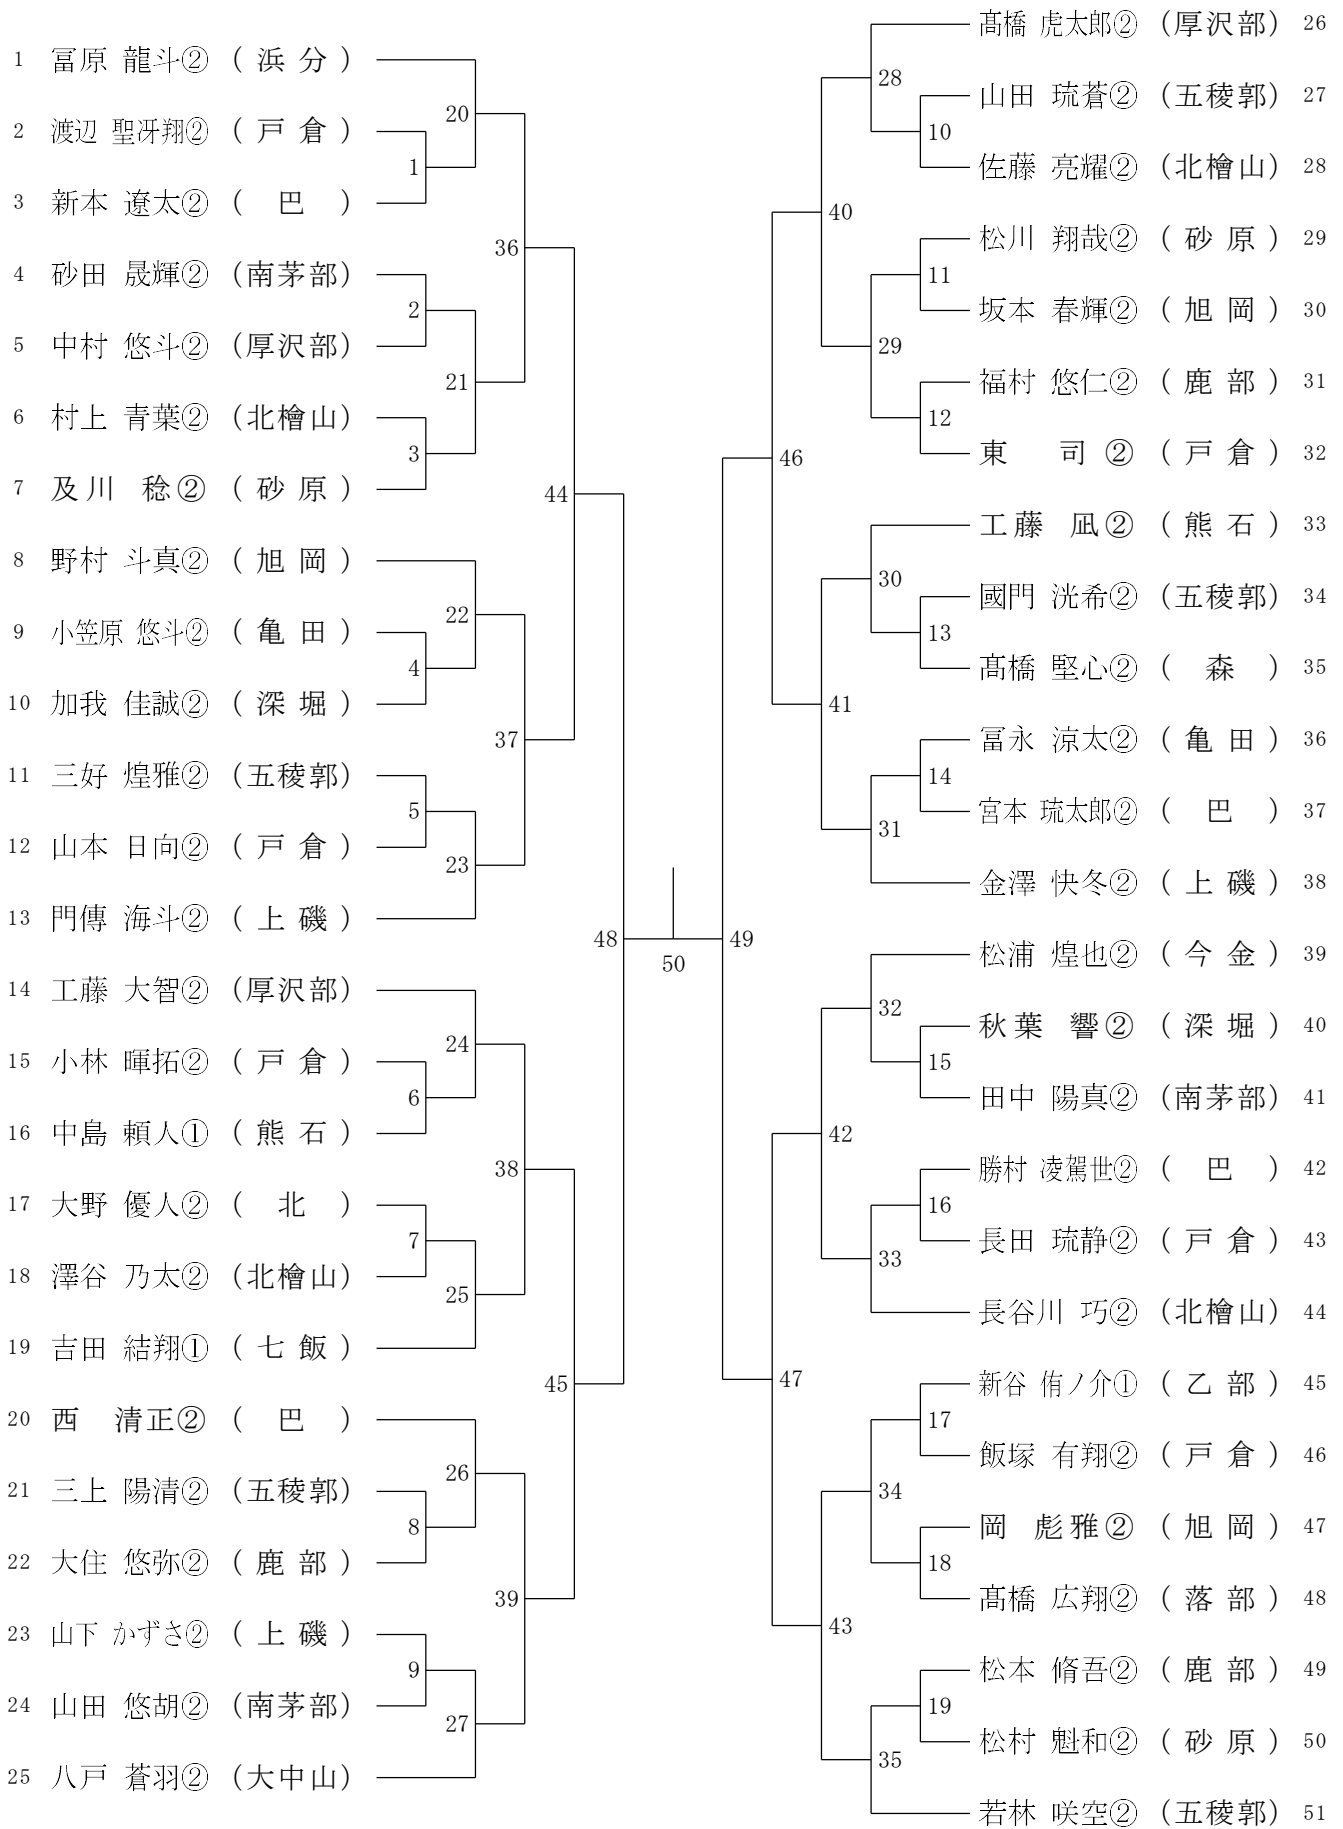 1 冨原 龍斗② （ 浜 分 ）
2 渡辺 聖冴翔② （ 戸 倉 ）
3 新本 遼太② （ 巴 ）
4 砂田 晟輝② （南茅部）
5 中村 悠斗② （厚沢部）
6 村上 青葉② （北檜山）
7 及川 稔② （ 砂 原 ）
8 野村 斗真② （ 旭 岡 ）
9 小笠原 悠斗② （ 亀 田 ）
10 加我 佳誠② （ 深 堀 ）
11 三好 煌雅② （五稜郭）
12 山本 日向② （ 戸 倉 ）
13 門傳 海斗② （ 上 磯 ）
14 工藤 大智② （厚沢部）
15 小林 暉拓② （ 戸 倉 ）
16 中島 頼人① （ 熊 石 ）
17 大野 優人② （ 北 ）
18 澤谷 乃太② （北檜山）
19 吉田 結翔① （ 七 飯 ）
20 西 清正② （ 巴 ）
21 三上 陽清② （五稜郭）
22 大住 悠弥② （ 鹿 部 ）
23 山下 かずさ② （ 上 磯 ）
24 山田 悠胡② （南茅部）
25 八戸 蒼羽② （大中山）
1
2
3
4
5
6
7
8
9
20
21
22
23
24
25
26
27
36
37
38
39
44
45
48
50
49
46
47
40
41
42
43
28
29
30
31
32
33
34
35
10
11
12
13
14
15
16
17
18
19
髙橋 虎太郎② （厚沢部） 26
山田 琉蒼② （五稜郭） 27
佐藤 亮耀② （北檜山） 28
松川 翔哉② （ 砂 原 ） 29
坂本 春輝② （ 旭 岡 ） 30
福村 悠仁② （ 鹿 部 ） 31
東 司 ② （ 戸 倉 ） 32
工藤 凪② （ 熊 石 ） 33
國門 洸希② （五稜郭） 34
髙橋 堅心② （ 森 ） 35
冨永 涼太② （ 亀 田 ） 36
宮本 琉太郎② （ 巴 ） 37
金澤 快冬② （ 上 磯 ） 38
松浦 煌也② （ 今 金 ） 39
秋葉 響② （ 深 堀 ） 40
田中 陽真② （南茅部） 41
勝村 凌駕世② （ 巴 ） 42
長田 琉静② （ 戸 倉 ） 43
長谷川 巧② （北檜山） 44
新谷 侑ノ介① （ 乙 部 ） 45
飯塚 有翔② （ 戸 倉 ） 46
岡 彪雅② （ 旭 岡 ） 47
髙橋 広翔② （ 落 部 ） 48
松本 脩吾② （ 鹿 部 ） 49
松村 魁和② （ 砂 原 ） 50
若林 咲空② （五稜郭） 51